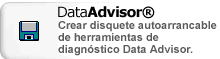 DataAdvisor®
Crear disquete autoarrancable
de herramientas de
diagnóstico Data Advisor.